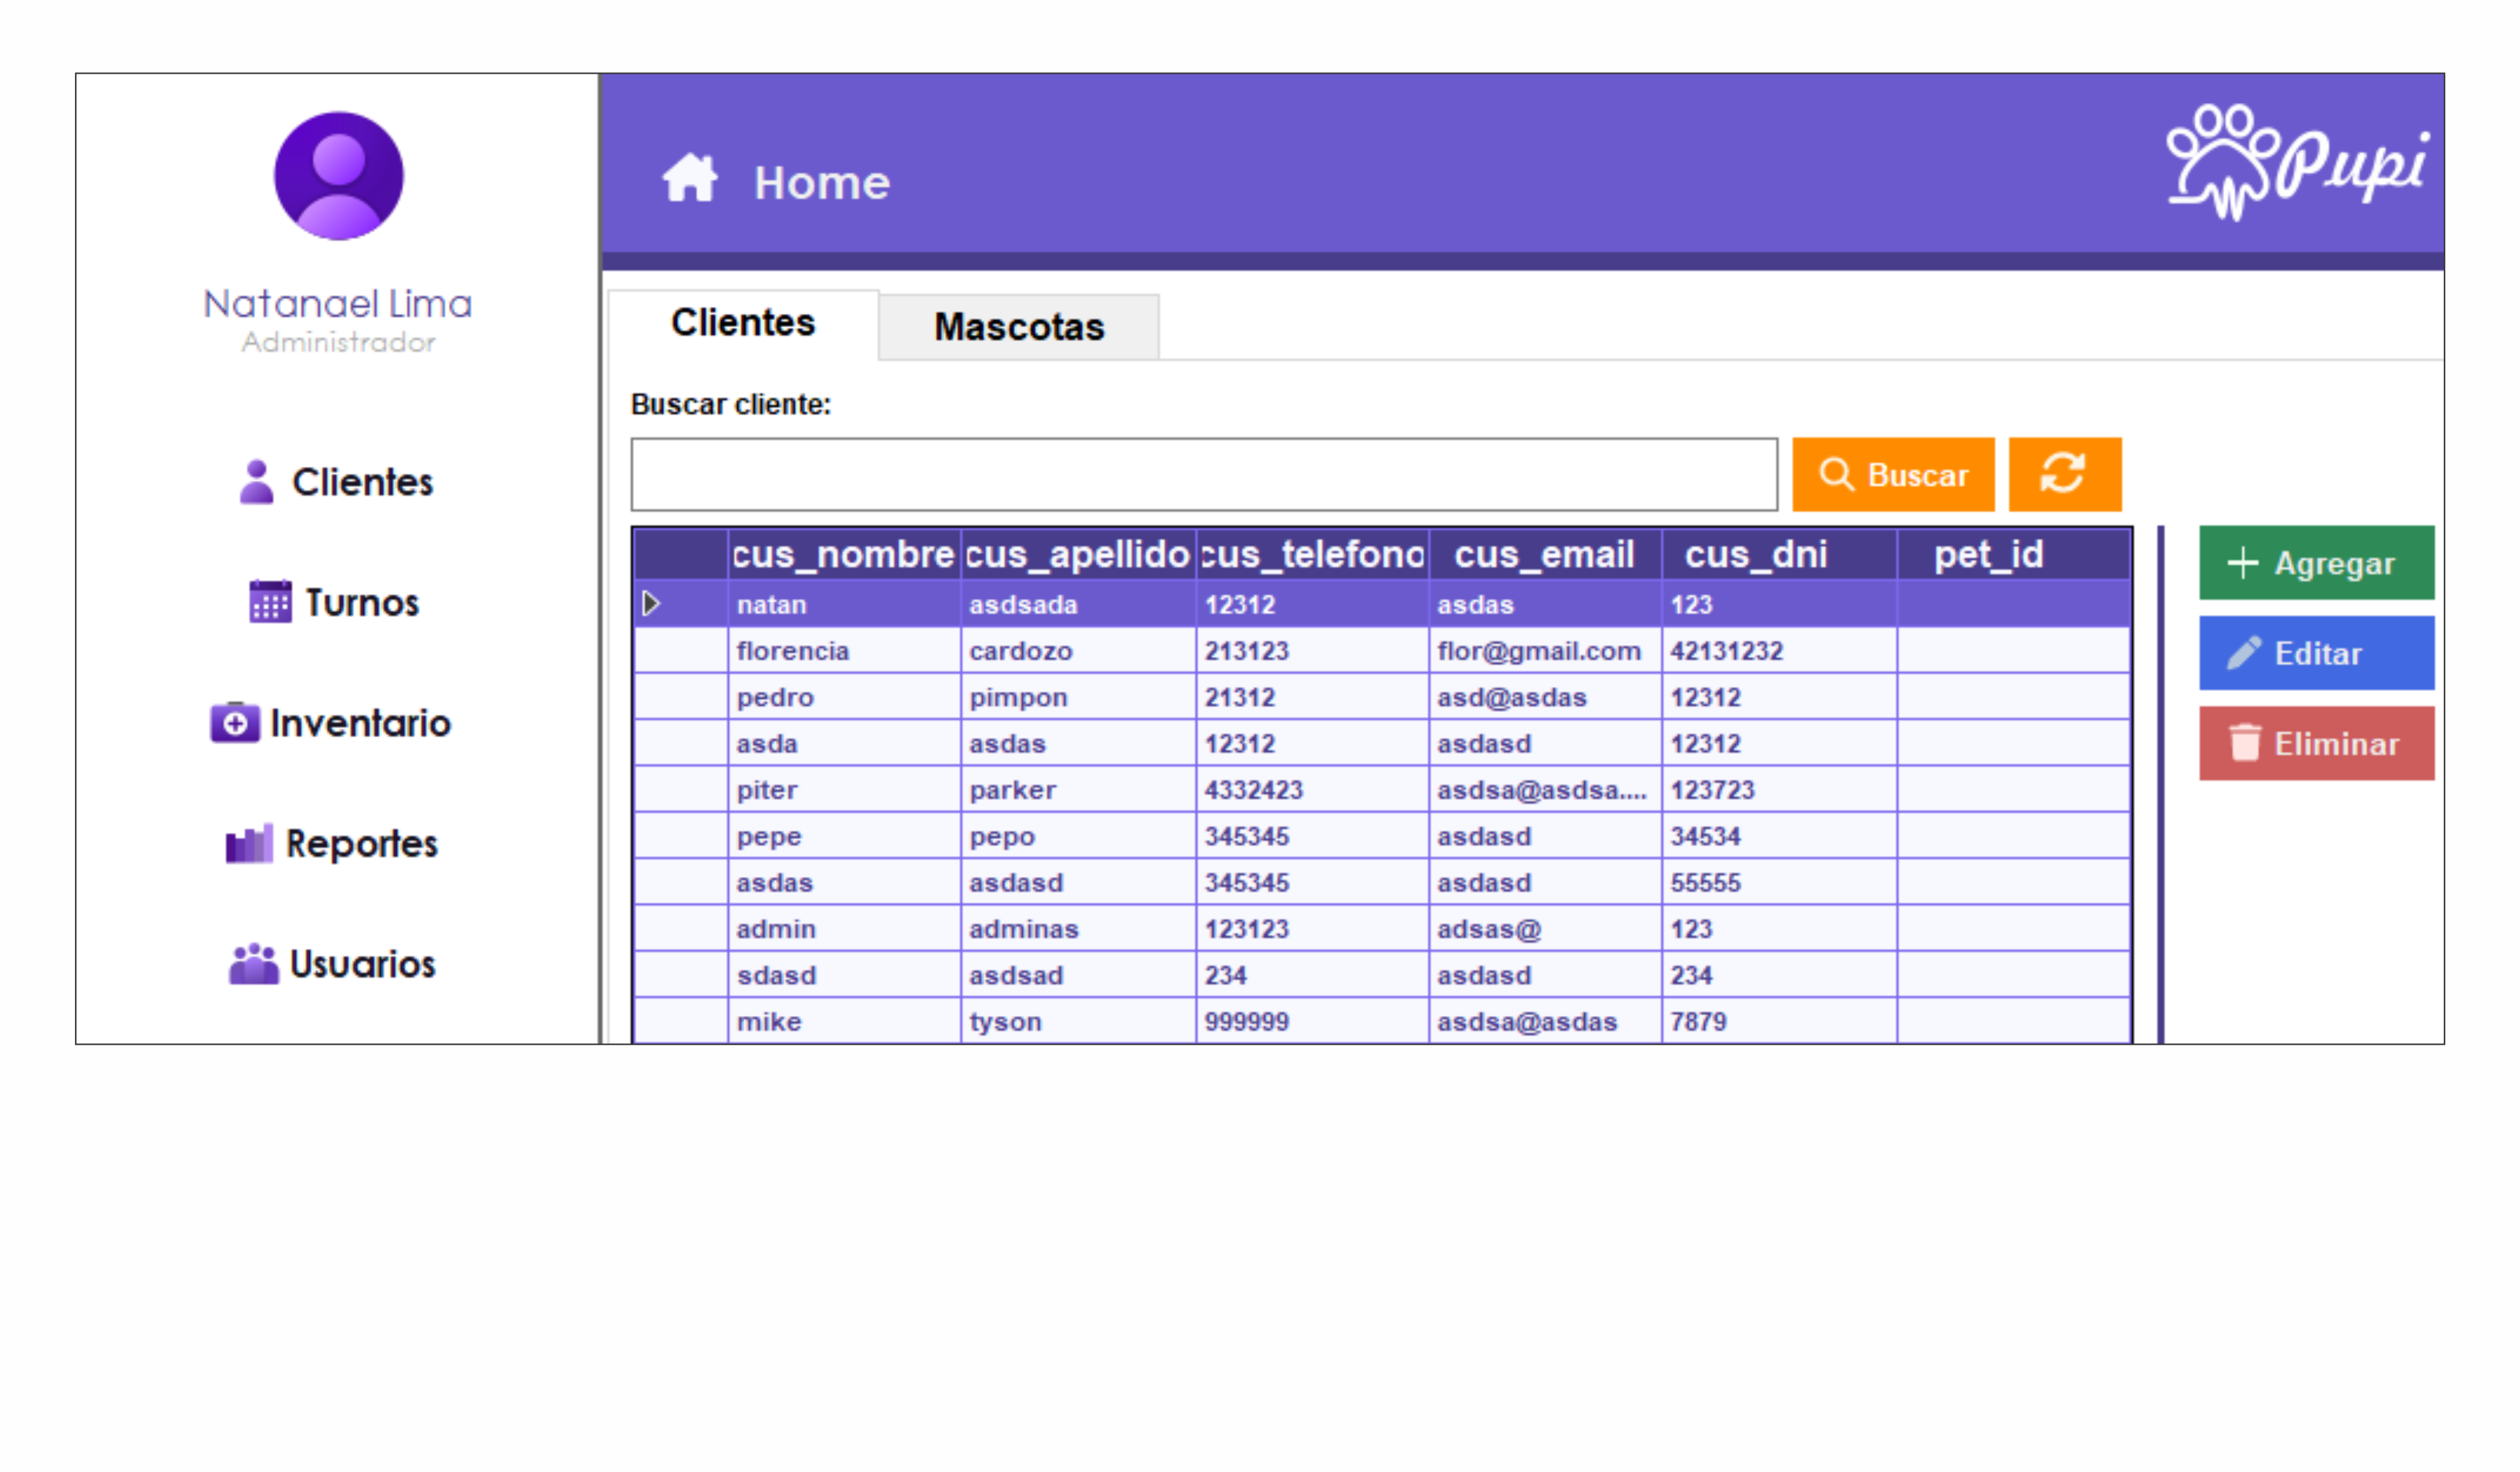 Natanael Lima
Administrador
Clientes
Turnos
Inventario
Reportes
Usuarios
Home
Pupi
Clientes Mascotas
Buscar cliente:
Buscar
cus_nombre cus_apellido cus_telefono cus_email cus_dni pet_id
natan asdsada 12312 asdas 123
florencia cardozo 213123 flor@gmail.com 42131232
pedro pimpon 21312 asd@asdas 12312
asda asdas 12312 asdasd 12312
piter parker 4332423 asdsa@asdsa.... 123723
pepe pepo 345345 asdasd 34534
asdas asdasd 345345 asdasd 55555
admin adminas 123123 adsas@ 123
sdasd asdsad 234 asdasd 234
mike tyson 999999 asdsa@asdas 7879
Agregar
Editar
Eliminar